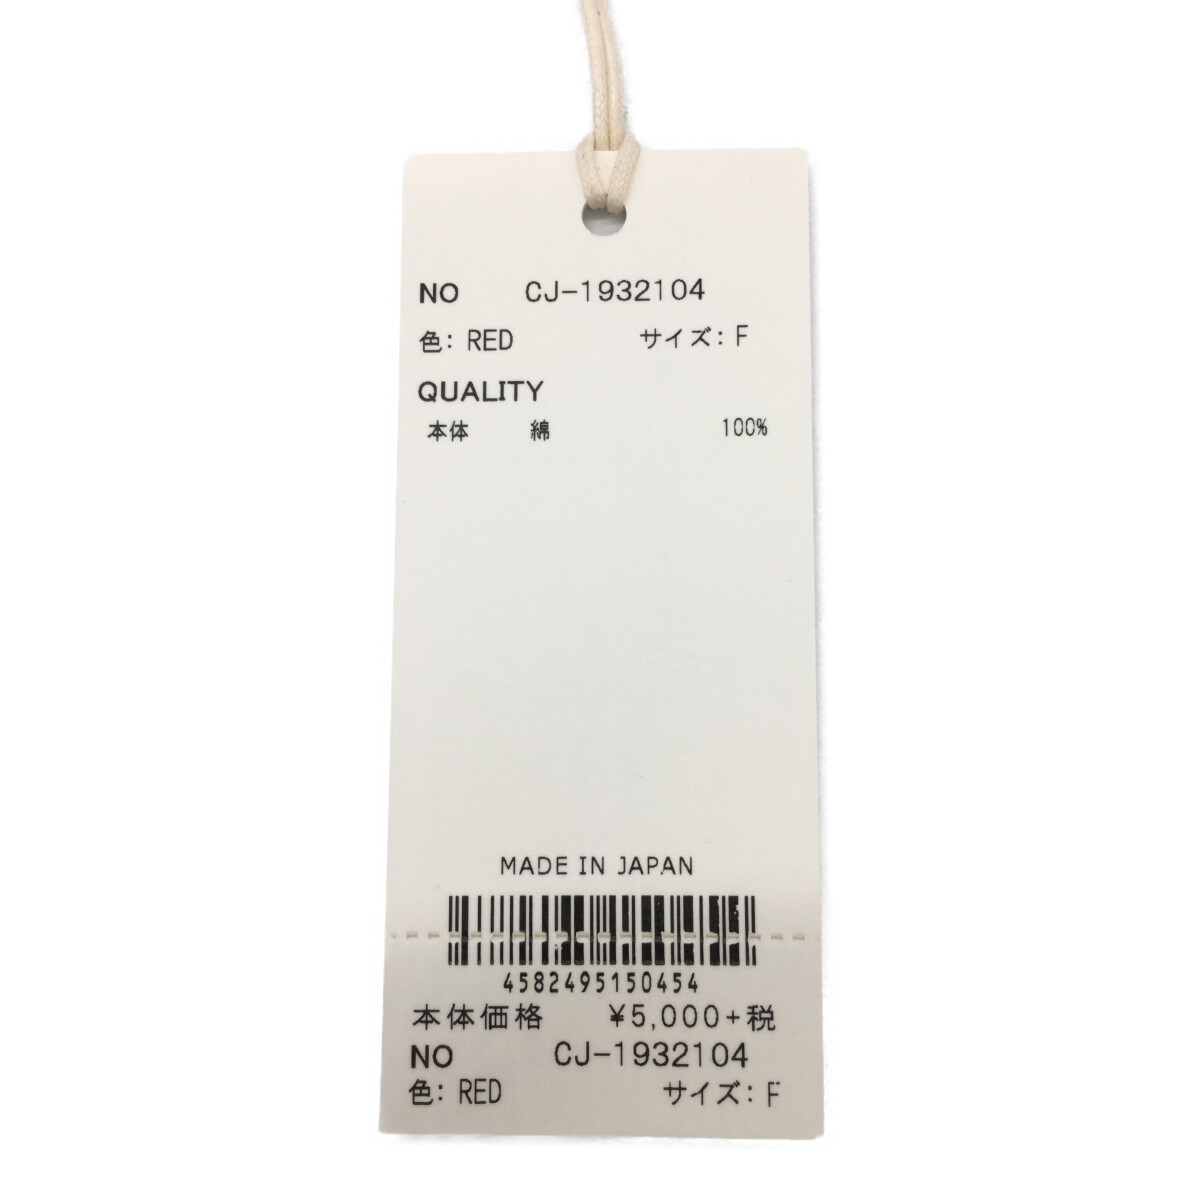 NO CJ-1932104
色: RED サイズ: F
QUALITY
本体 綿 100%
MADE IN JAPAN
4582495150454
本体価格 ¥5,000+税
NO CJ-1932104
色: RED サイズ: F